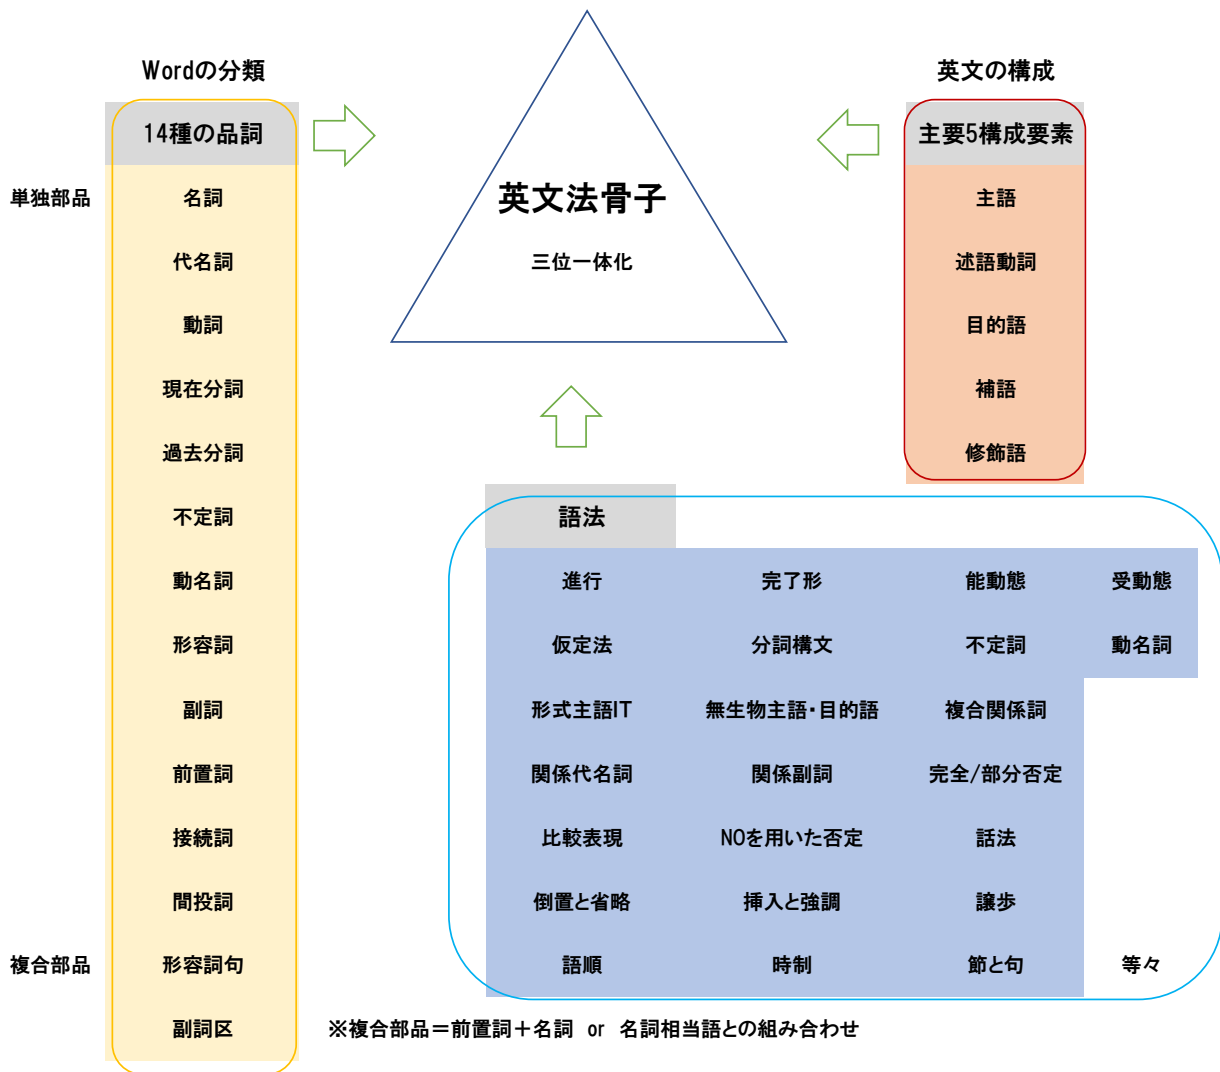 Wordの分類
14種の品詞
単独部品
名詞
代名詞
動詞
現在分詞
過去分詞
不定詞
動名詞
形容詞
副詞
前置詞
接続詞
間投詞
複合部品
形容詞句
副詞区
英文法骨子
三位一体化
英文の構成
主要5構成要素
主語
述語動詞
目的語
補語
修飾語
語法
進行 完了形 能動態 受動態
仮定法 分詞構文 不定詞 動名詞
形式主語IT 無生物主語・目的語 複合関係詞
関係代名詞 関係副詞 完全/部分否定
比較表現 NOを用いた否定 話法
倒置と省略 挿入と強調 譲歩
語順 時制 節と句 等々
※複合部品＝前置詞＋名詞 or 名詞相当語との組み合わせ